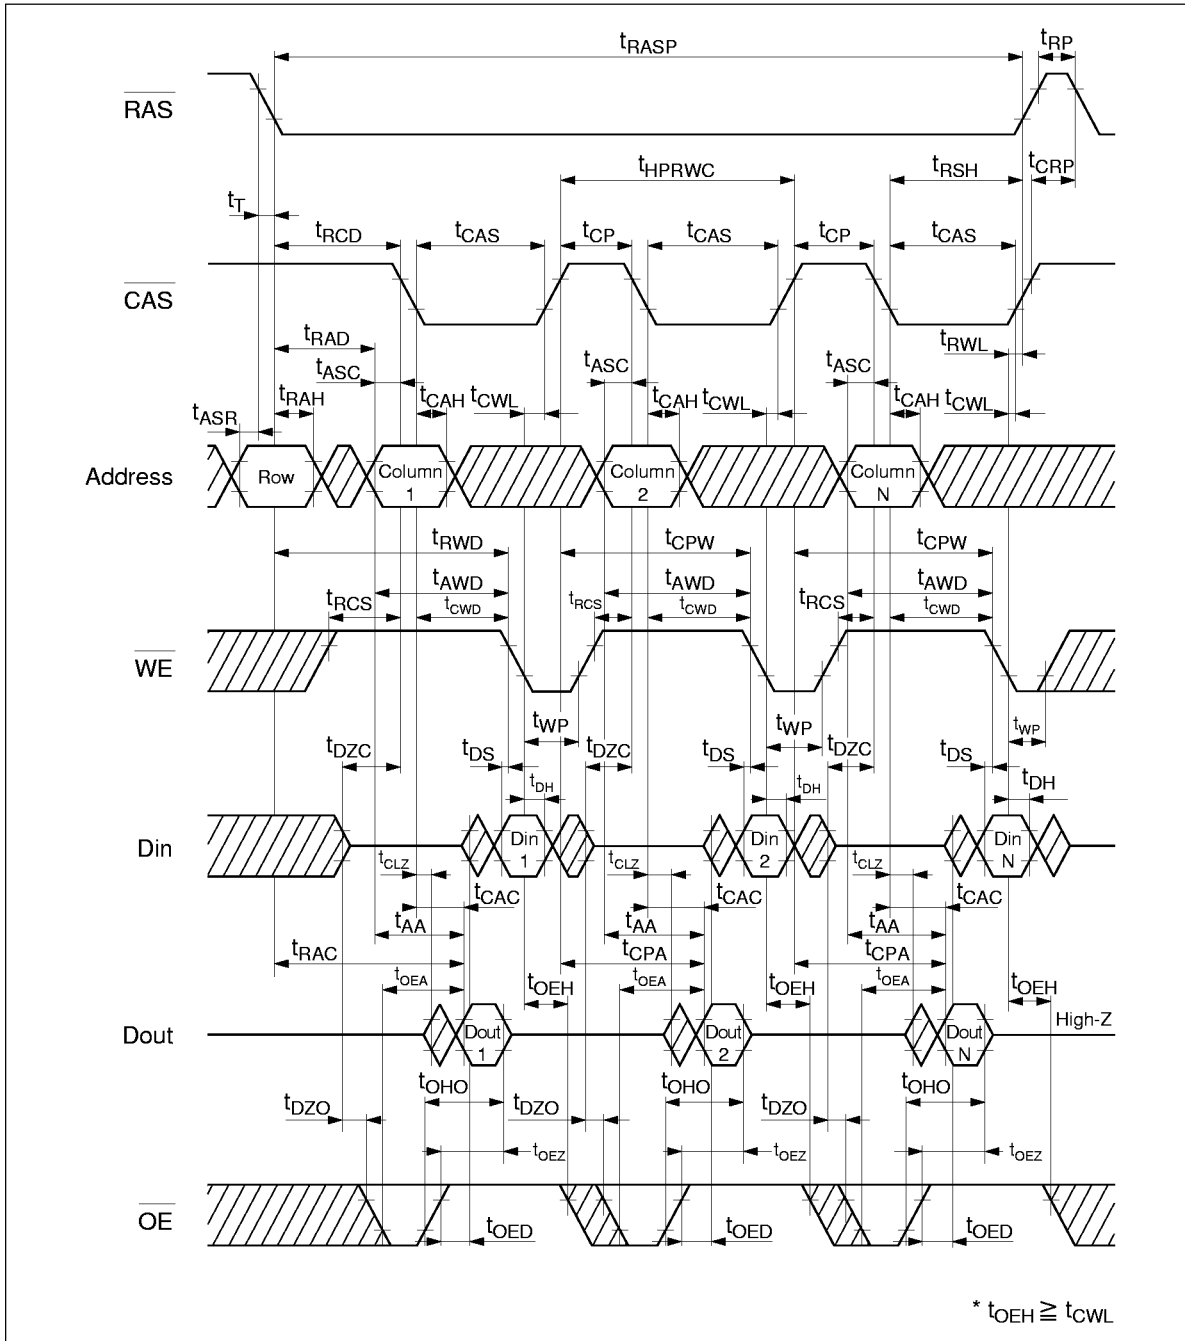 tRASP tRP
RAS
tHPRWC tRSH tCRP
tT
tRCD tCAS tCP tCAS tCP tCAS
CAS
tRAD tRWL
tASC tASC tASC
tRAH tCAH tCWL tCAH tCWL tCAH tCWL
tASR
Address Row Column 1 Column 2 Column N
tRWD tCPW tCPW
tAWD tAWD tAWD
tRCS tCWD tRCS tCWD tRCS tCWD
WE
tWP tWP tWP
tDZC tDS tDZC tDS tDZC tDS
tDH tDH tDH
Din Din 1 Din 2 Din N
tCLZ tCLZ tCLZ
tCAC tCAC tCAC
tAA tAA tAA
tRAC tCPA tCPA
tOEA tOEH tOEA tOEH tOEA tOEH
Dout Dout 1 Dout 2 Dout N High-Z
tOHO tOHO tOHO
tDZO tDZO tDZO
tOEZ tOEZ tOEZ
OE
tOED tOED tOED
* tOEH ≧ tCWL